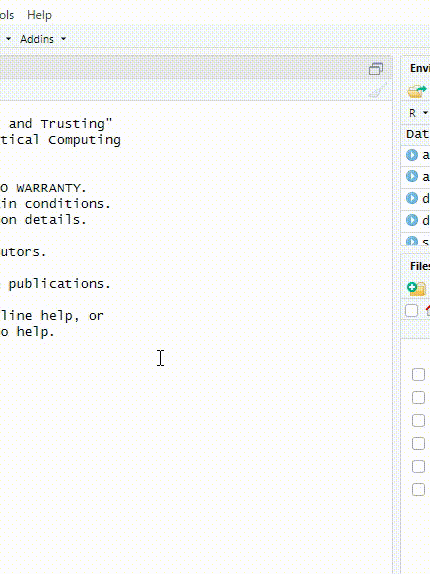 ols Help
Addins
Envi
R
and Trusting"
tical Computing
Dat
a
a
O WARRANTY.
in conditions.
d
on details.
d
s
utors.
Files
publications.
line help, or
o help.